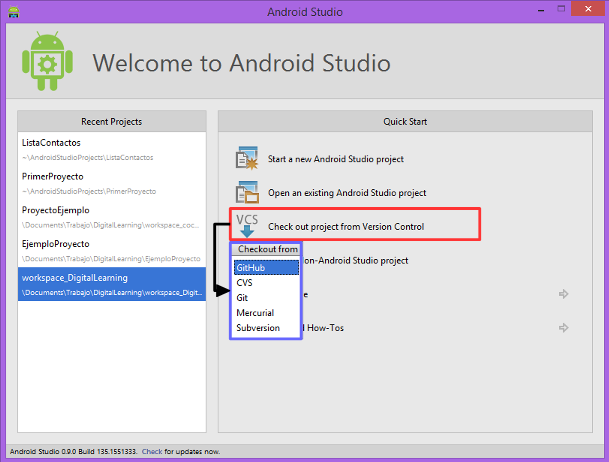 Android Studio
Welcome to Android Studio
Recent Projects
ListaContactos
~\AndroidStudioProjects\ListaContactos
PrimerProyecto
~\AndroidStudioProjects\PrimerProyecto
ProyectoEjemplo
\Documents\Trabajo\DigitalLearning\workspace_coc...
EjemploProyecto
\Documents\Trabajo\DigitalLearning\EjemploProyecto
workspace_DigitalLearning
\Documents\Trabajo\DigitalLearning\workspace_Digit...
Quick Start
Start a new Android Studio project
Open an existing Android Studio project
VCS
Check out project from Version Control
Checkout from
GitHub
CVS
Git
Mercurial
Subversion
on-Android Studio project
e
d How-Tos
Android Studio 0.9.0 Build 135.1551333. Check for updates now.